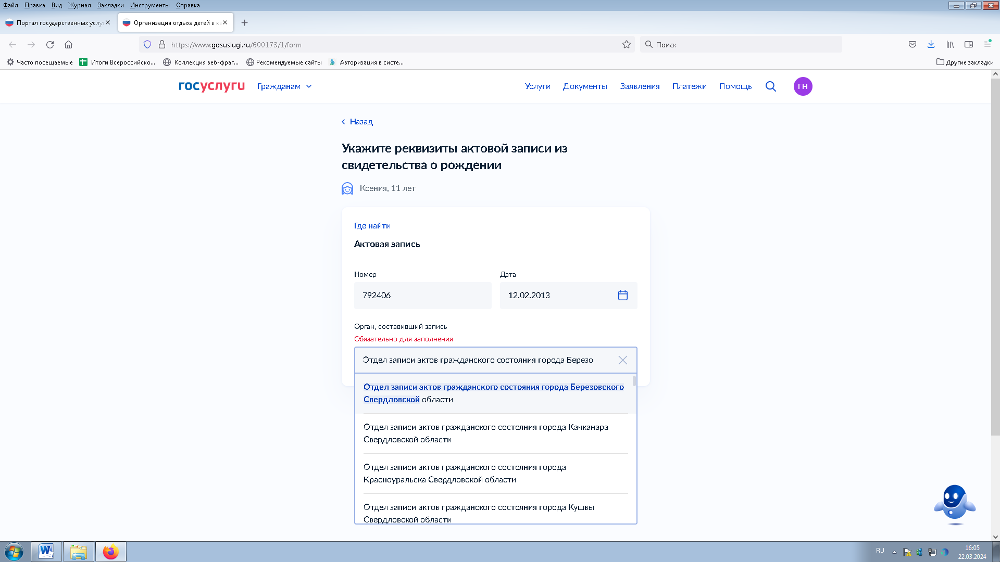 Файл Правка Вид Журнал Закладки Инструменты Справка
Портал государственных услу
Организация отдыха детей в к
https://www.gosuslugi.ru/600173/1/form
Поиск
Часто посещаемые
Итоги Всероссийско...
Коллекция веб-фраг...
Рекомендуемые сайты
Авторизация в систе...
Другие закладки
госуслуги
Гражданам
Услуги Документы Заявления Платежи Помощь
ГН
Назад
Укажите реквизиты актовой записи из
свидетельства о рождении
Ксения, 11 лет
Где найти
Актовая запись
Номер Дата
792406 12.02.2013
Орган, составивший запись
Обязательно для заполнения
Отдел записи актов гражданского состояния города Березо
Отдел записи актов гражданского состояния города Березовского
Свердловской области
Отдел записи актов гражданского состояния города Качканара
Свердловской области
Отдел записи актов гражданского состояния города
Красноуральска Свердловской области
Отдел записи актов гражданского состояния города Кушвы
Свердловской области
RU
16:05
22.03.2024